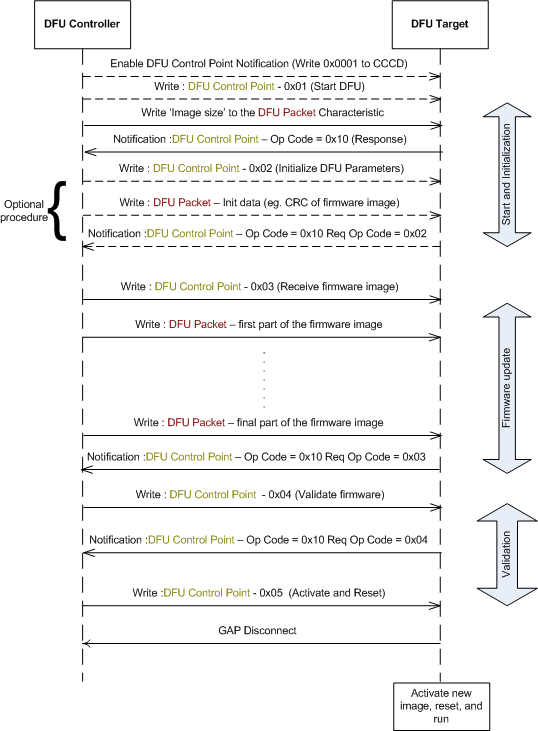 DFU Controller
DFU Target
Enable DFU Control Point Notification (Write 0x0001 to CCCD)
Write : DFU Control Point - 0x01 (Start DFU)
Write 'Image size' to the DFU Packet Characteristic
Notification :DFU Control Point – Op Code = 0x10 (Response)
Write : DFU Control Point - 0x02 (Initialize DFU Parameters)
Optional
procedure
Write : DFU Packet – Init data (eg. CRC of firmware image)
Notification :DFU Control Point – Op Code = 0x10 Req Op Code = 0x02
Start and Initialization
Write : DFU Control Point - 0x03 (Receive firmware image)
Write : DFU Packet – first part of the firmware image
Write : DFU Packet – final part of the firmware image
Notification :DFU Control Point – Op Code = 0x10 Req Op Code = 0x03
Firmware update
Write : DFU Control Point - 0x04 (Validate firmware)
Notification :DFU Control Point – Op Code = 0x10 Req Op Code = 0x04
Validation
Write :DFU Control Point - 0x05 (Activate and Reset)
GAP Disconnect
Activate new
image, reset, and
run